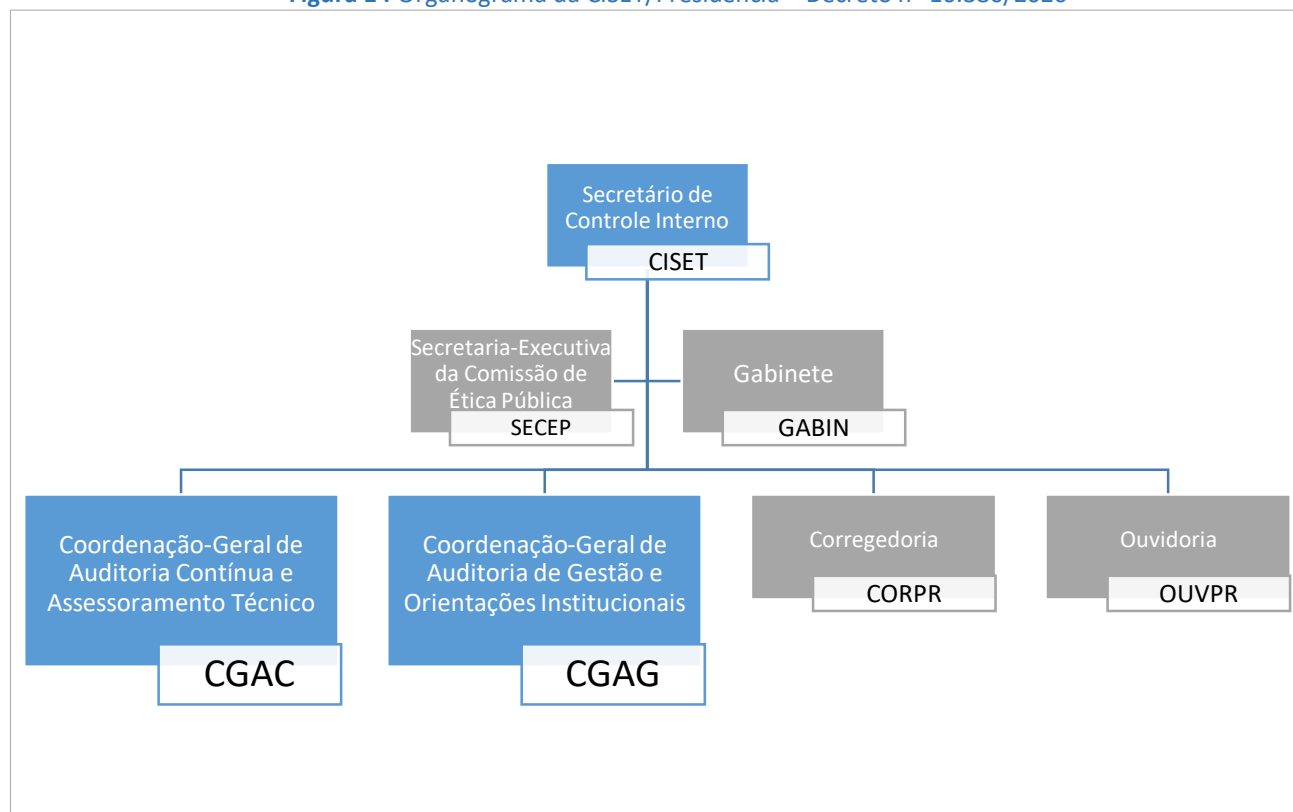 Secretário de
Controle Interno
CISET
Secretaria-Executiva
da Comissão de
Ética Pública
SECEP
Gabinete
GABIN
Coordenação-Geral de
Auditoria Contínua e
Assessoramento Técnico
CGAC
Coordenação-Geral de
Auditoria de Gestão e
Orientações Institucionais
CGAG
Corregedoria
CORPR
Ouvidoria
OUVPR